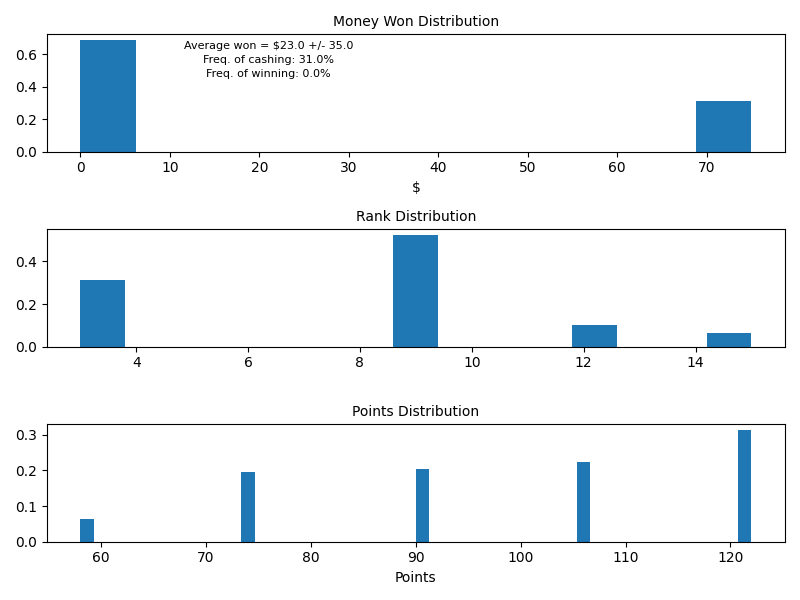 Money Won Distribution
Average won = $23.0 +/- 35.0
Freq. of cashing: 31.0%
Freq. of winning: 0.0%
0.6
0.4
0.2
0.0
0 10 20 30 40 50 60 70
$
Rank Distribution
0.4
0.2
0.0
4 6 8 10 12 14
Points Distribution
0.3
0.2
0.1
0.0
60 70 80 90 100 110 120
Points